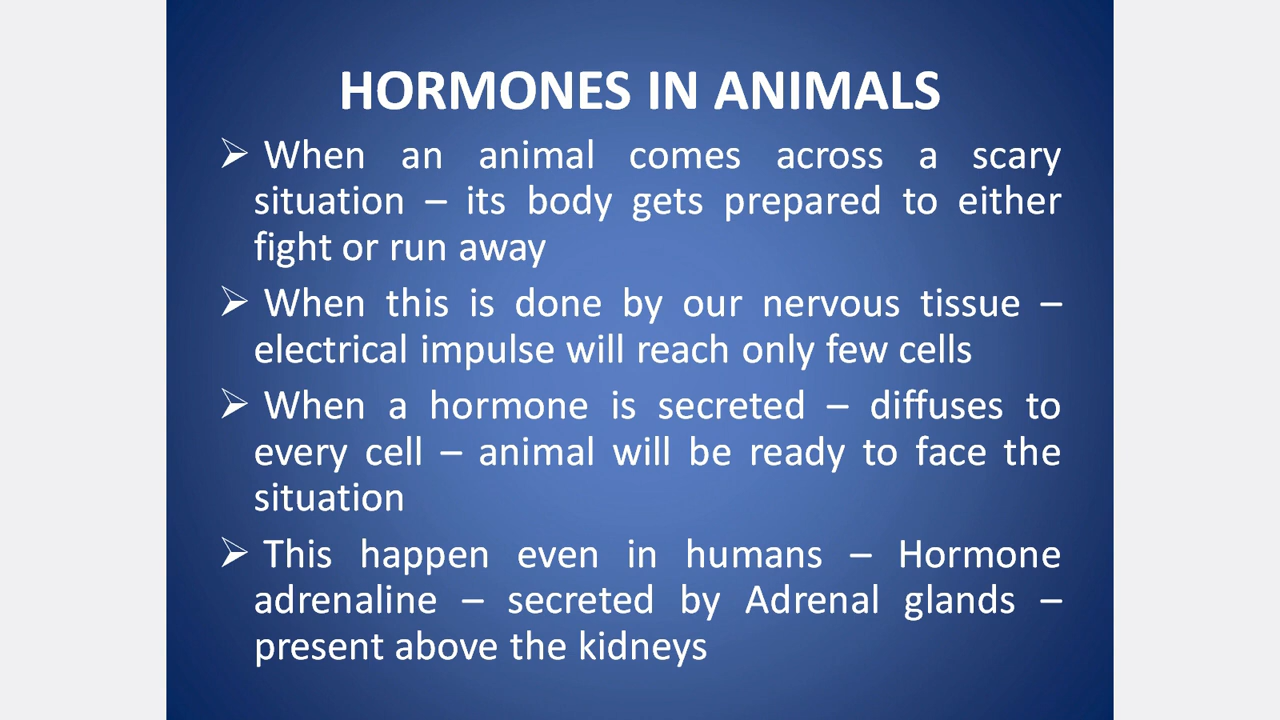 HORMONES IN ANIMALS
➢ When an animal comes across a scary
situation – its body gets prepared to either
fight or run away
➢ When this is done by our nervous tissue –
electrical impulse will reach only few cells
➢ When a hormone is secreted – diffuses to
every cell – animal will be ready to face the
situation
➢ This happen even in humans – Hormone
adrenaline – secreted by Adrenal glands –
present above the kidneys